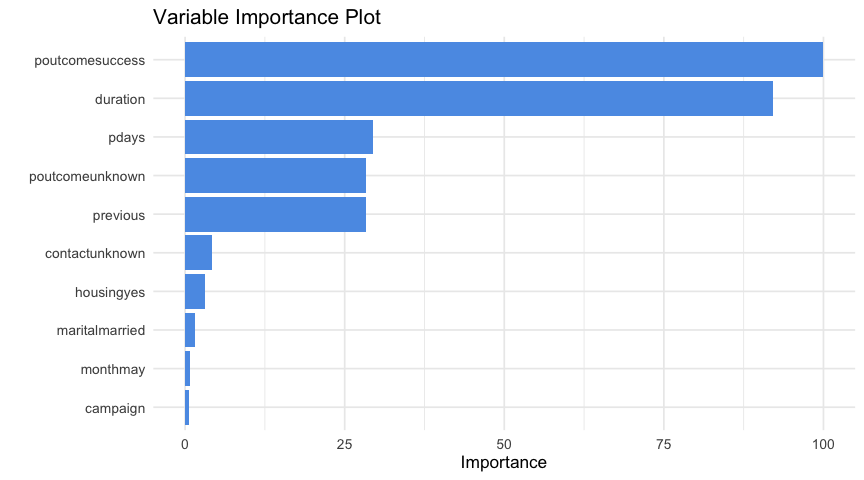 Variable Importance Plot
poutcomesuccess
duration
pdays
poutcomeunknown
previous
contactunknown
housingyes
maritalmarried
monthmay
campaign
0 25 50 75 100
Importance